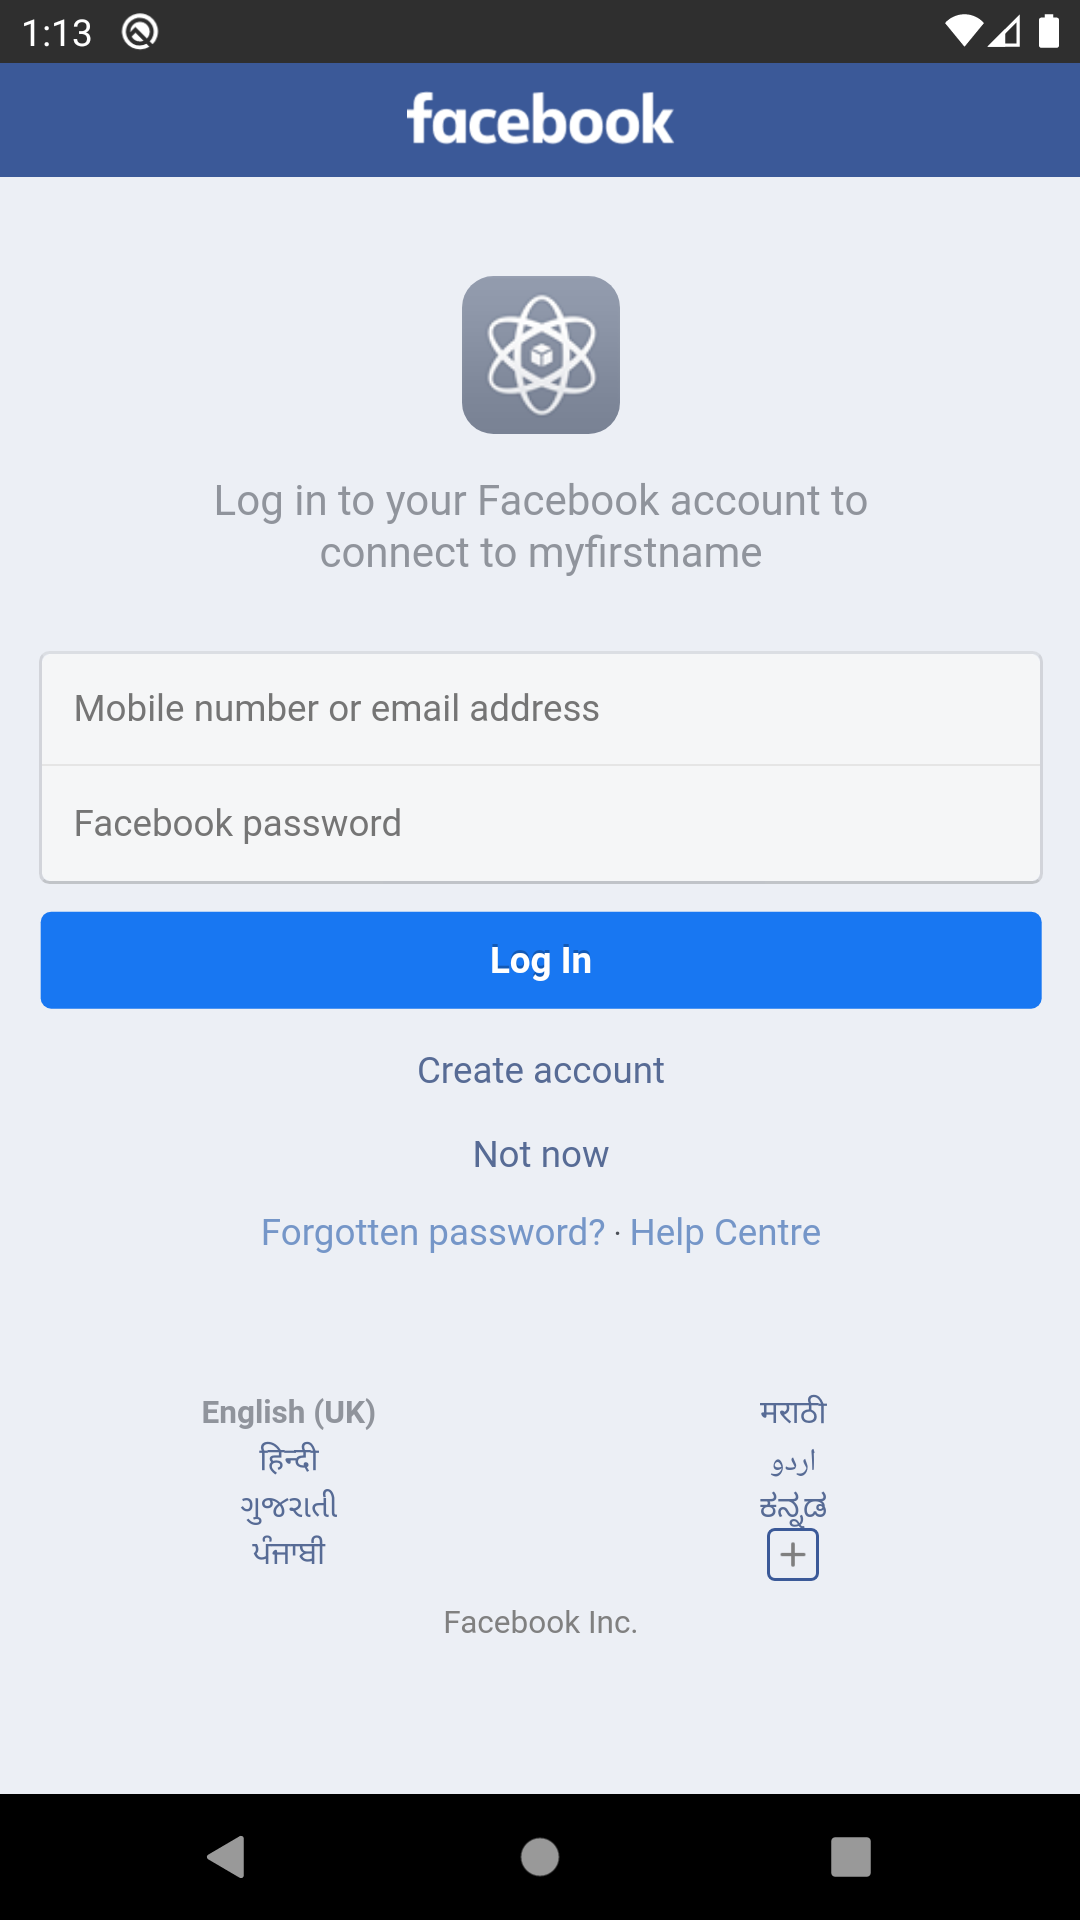 1:13
facebook
Log in to your Facebook account to
connect to myfirstname
Mobile number or email address
Facebook password
Log In
Create account
Not now
Forgotten password? · Help Centre
English (UK)
मराठी
हिन्दी
اردو
ગુજરાતી
ಕನ್ನಡ
ਪੰਜਾਬੀ
Facebook Inc.